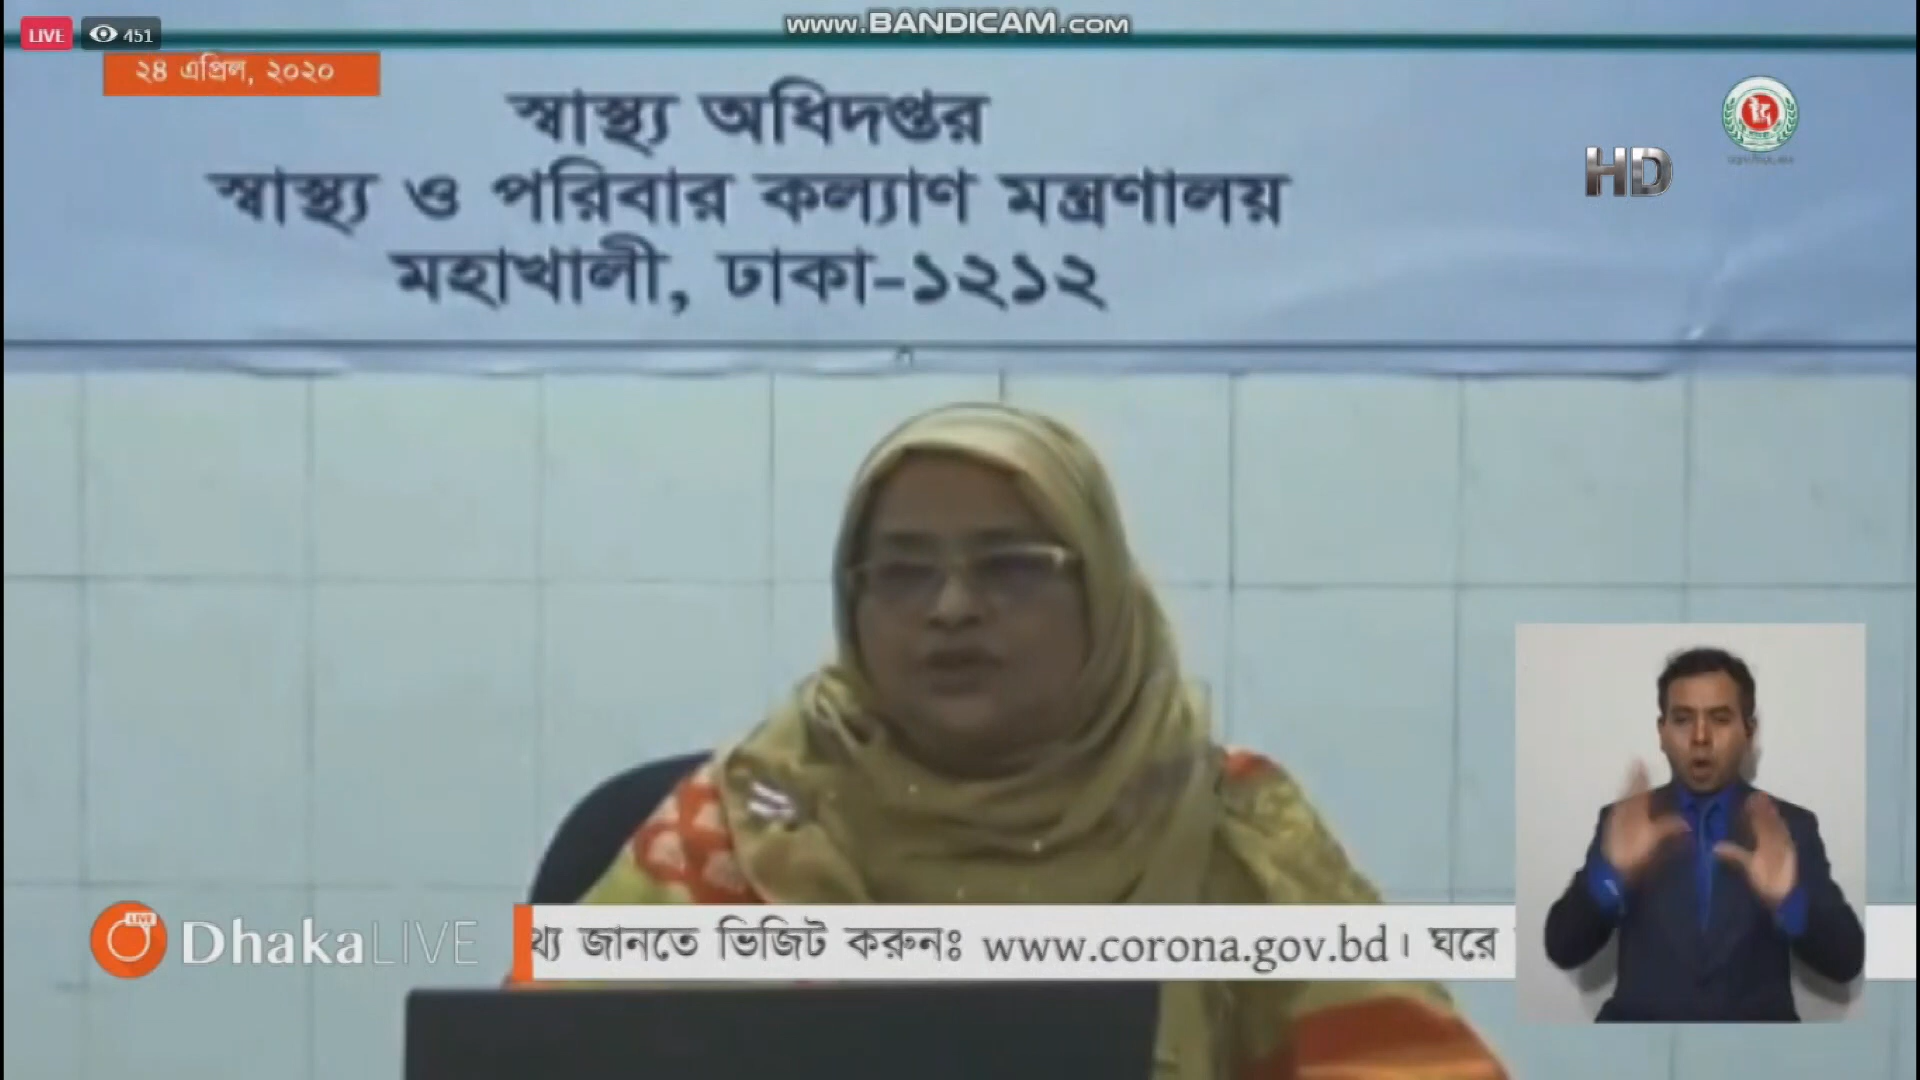 www.BANDICAM.com
LIVE 451
২৪ এপ্রিল, ২০২০
স্বাস্থ্য অধিদপ্তর
স্বাস্থ্য ও পরিবার কল্যাণ মন্ত্রণালয়
মহাখালী, ঢাকা-১২১২
HD
LIVE
DhakaLIVE
থ্য জানতে ভিজিট করুনঃ www.corona.gov.bd। ঘরে